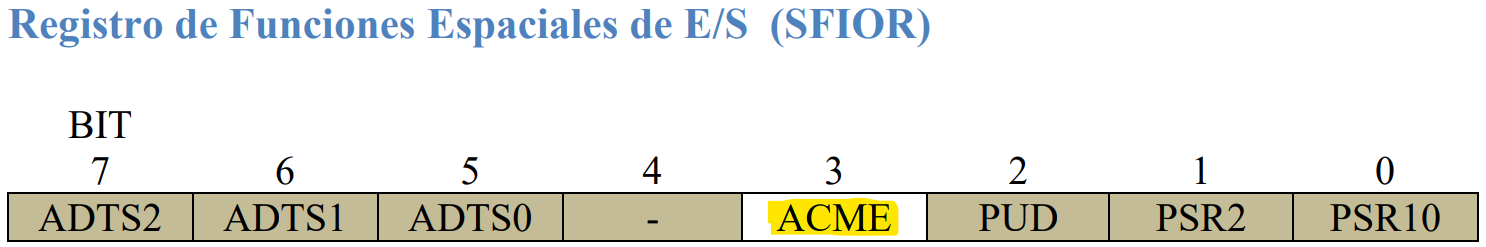 Registro de Funciones Espaciales de E/S (SFIOR)
BIT
7 6 5 4 3 2 1 0
ADTS2 ADTS1 ADTS0 - ACME PUD PSR2 PSR10